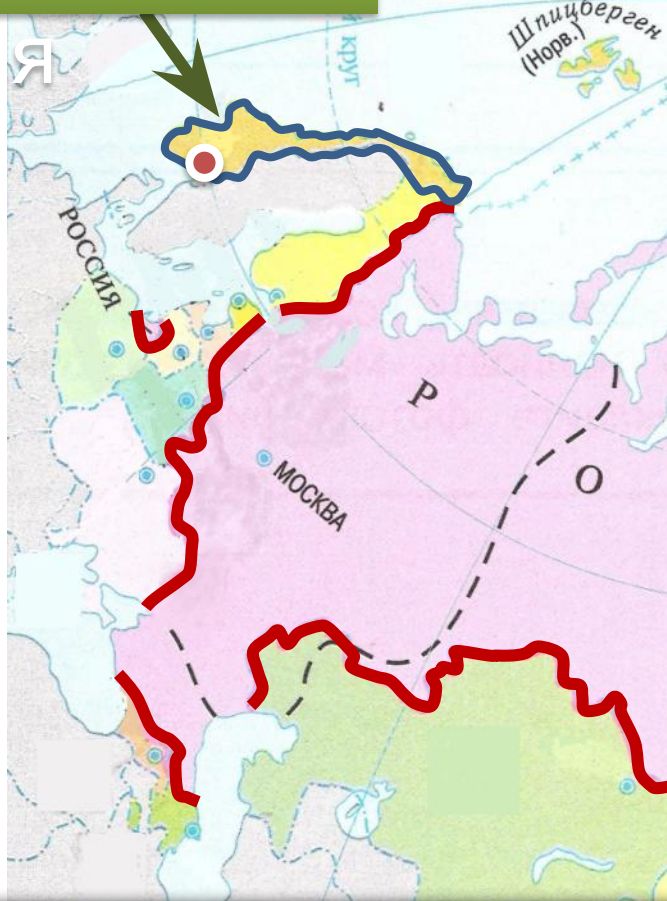 Я
Й КРУГ
Шпицберген
(Норв.)
РОССИЯ
Р
МОСКВА
О